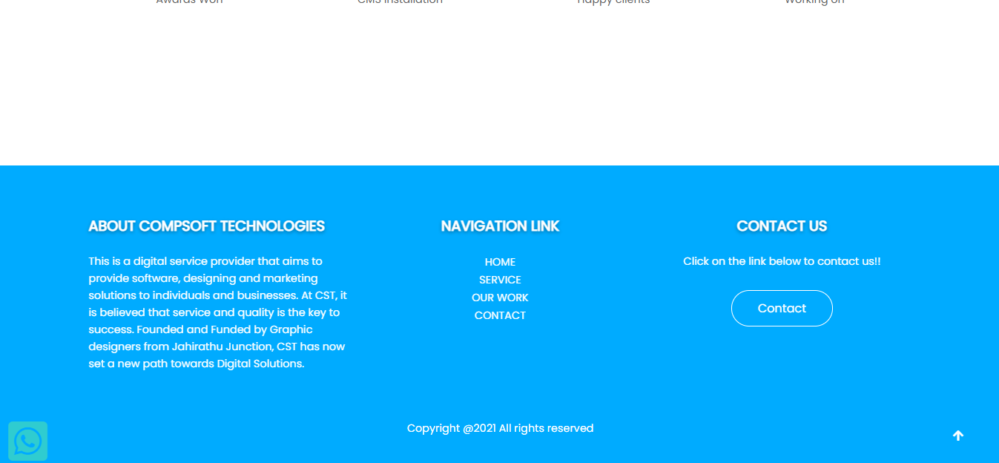 Awards Won
CMS Installation
Happy clients
Working on
ABOUT COMPSOFT TECHNOLOGIES
This is a digital service provider that aims to
provide software, designing and marketing
solutions to individuals and businesses. At CST, it
is believed that service and quality is the key to
success. Founded and Funded by Graphic
designers from Jahirathu Junction, CST has now
set a new path towards Digital Solutions.
NAVIGATION LINK
HOME
SERVICE
OUR WORK
CONTACT
CONTACT US
Click on the link below to contact us!!
Contact
Copyright @2021 All rights reserved